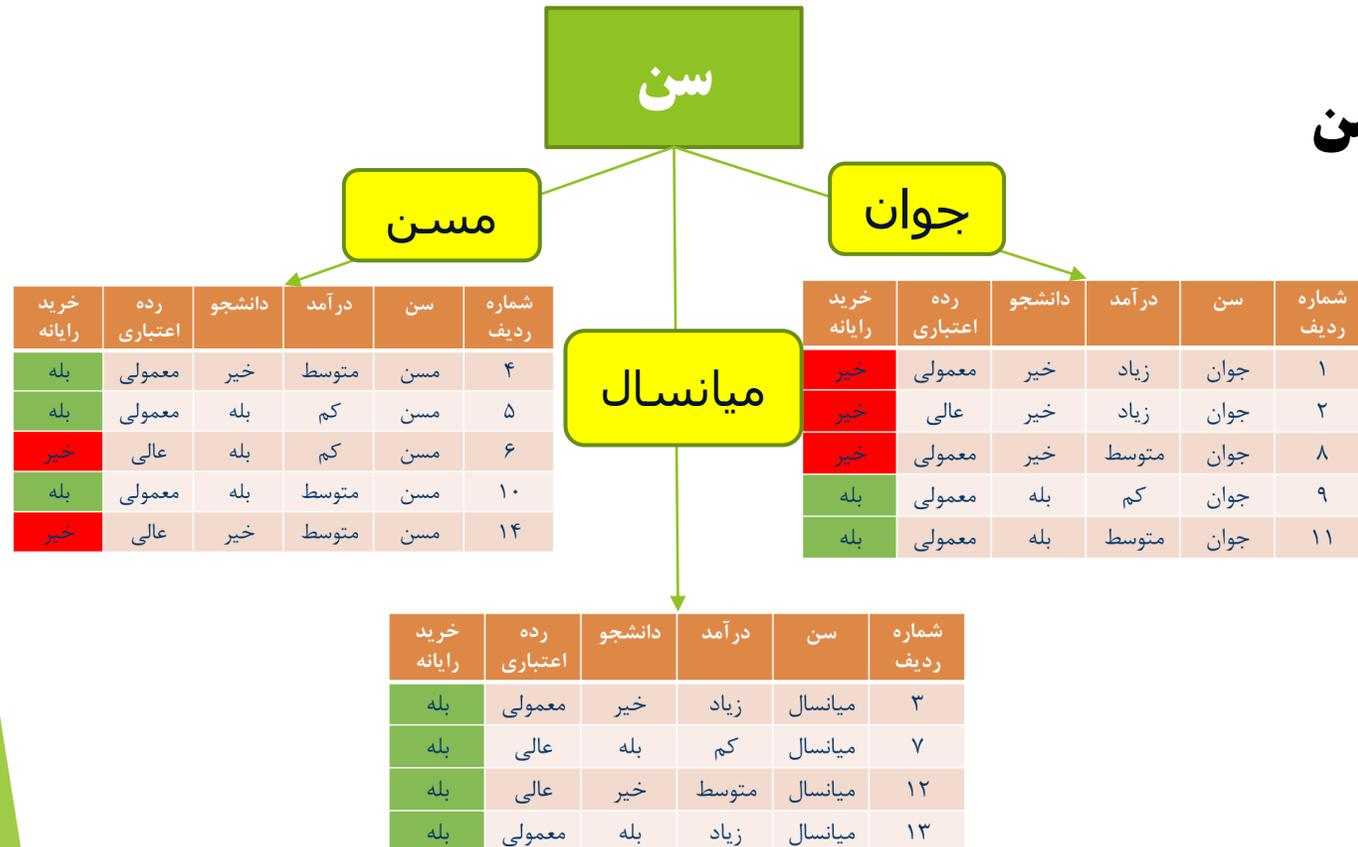 سن
جوان
مسن
میانسال
شماره ردیف سن درآمد دانشجو رده اعتباری خرید رایانه
۱ جوان زیاد خیر معمولی خیر
۲ جوان زیاد خیر عالی خیر
۸ جوان متوسط خیر معمولی خیر
۹ جوان کم بله معمولی بله
۱۱ جوان متوسط بله معمولی بله
شماره ردیف سن درآمد دانشجو رده اعتباری خرید رایانه
۴ مسن متوسط خیر معمولی بله
۵ مسن کم بله معمولی بله
۶ مسن کم بله عالی خیر
۱۰ مسن متوسط بله معمولی بله
۱۴ مسن متوسط خیر عالی خیر
شماره ردیف سن درآمد دانشجو رده اعتباری خرید رایانه
۳ میانسال زیاد خیر معمولی بله
۷ میانسال کم بله عالی بله
۱۲ میانسال متوسط خیر عالی بله
۱۳ میانسال زیاد بله معمولی بله